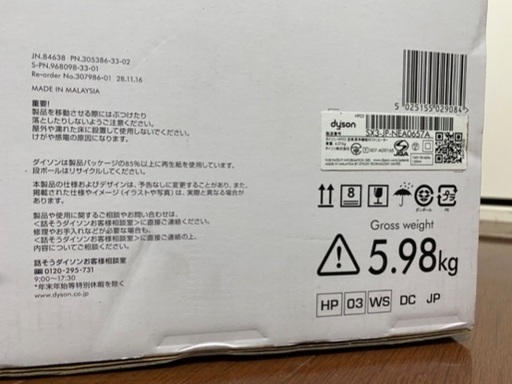 JN.84638 PN.305386-33-02
S-PN.968098-33-01
Re-order No.307986-01 28.11.16
MADE IN MALAYSIA
重要!
製品を移動させる際にはぶつけたり
落としたりしないようご注意ください。
屋外や濡れた床に設置して使用しないでください。
けがや感電の原因になります。
ダイソンは製品パッケージの85%以上に再生紙を使用しています。
段ボールはリサイクルしてください。
本製品の仕様およびデザインは、予告なしに変更されることがあります。
掲載された仕様やイメージ(イラストや写真)は、実物と異なる場合があります。
製品に関するご相談やお問い合わせは、
<話そうダイソンお客様相談室>にご相談ください。
修理やお手入れなどが必要な場合も、
<話そうダイソンお客様相談室>に直接ご連絡の上、
内容についてご相談ください。
話そうダイソンお客様相談室
0120-295-731
9:00〜17:30
*年末年始等特別休暇を除く
www.dyson.co.jp
5025155029084
HP03
dyson
SX3-JP-NEA0657A
8
Gross weight
5.98kg
HP 03 WS DC JP